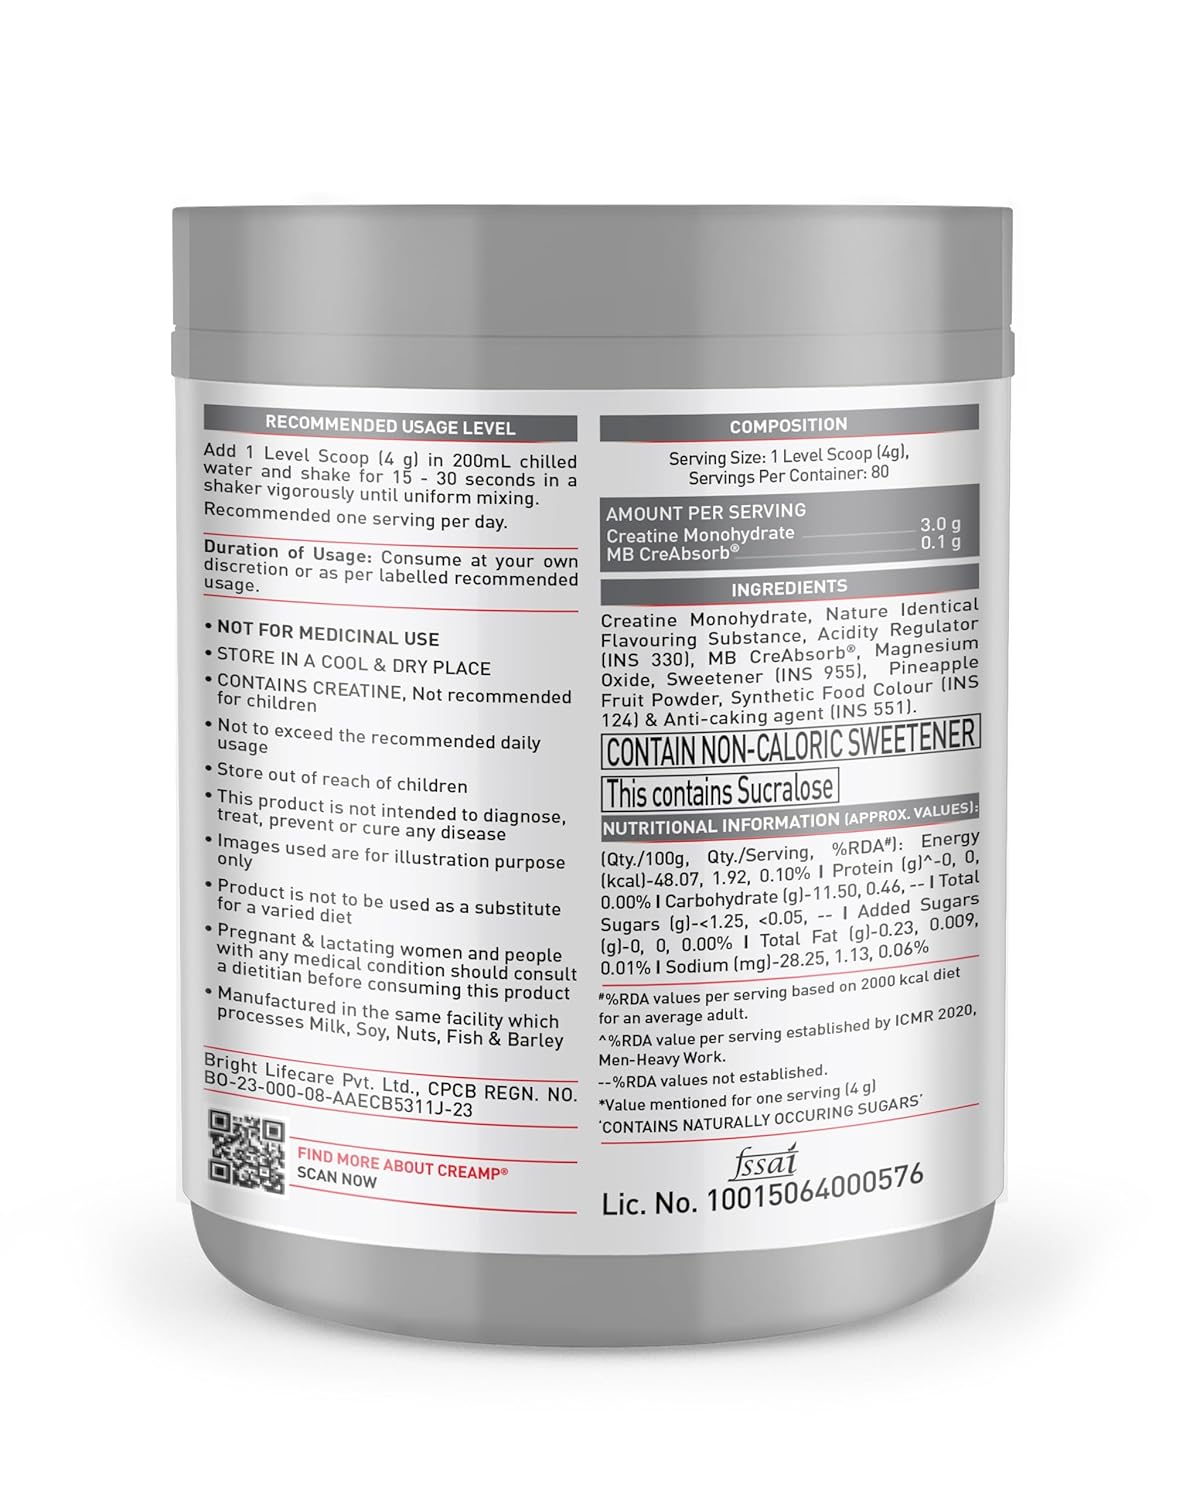 RECOMMENDED USAGE LEVEL
Add 1 Level Scoop (4 g) in 200mL chilled
water and shake for 15 - 30 seconds in a
shaker vigorously until uniform mixing.
Recommended one serving per day.
Duration of Usage: Consume at your own
discretion or as per labelled recommended
usage.
• NOT FOR MEDICINAL USE
• STORE IN A COOL & DRY PLACE
• CONTAINS CREATINE, Not recommended
for children
• Not to exceed the recommended daily
usage
• Store out of reach of children
• This product is not intended to diagnose,
treat, prevent or cure any disease
• Images used are for illustration purpose
only
• Product is not to be used as a substitute
for a varied diet
• Pregnant & lactating women and people
with any medical condition should consult
a dietitian before consuming this product
• Manufactured in the same facility which
processes Milk, Soy, Nuts, Fish & Barley
Bright Lifecare Pvt. Ltd., CPCB REGN. NO.
BO-23-000-08-AAECB5311J-23
FIND MORE ABOUT CREAMP®
SCAN NOW
COMPOSITION
Serving Size: 1 Level Scoop (4g),
Servings Per Container: 80
AMOUNT PER SERVING
Creatine Monohydrate 3.0 g
MB CreAbsorb® 0.1 g
INGREDIENTS
Creatine Monohydrate, Nature Identical
Flavouring Substance, Acidity Regulator
(INS 330), MB CreAbsorb®, Magnesium
Oxide, Sweetener (INS 955), Pineapple
Fruit Powder, Synthetic Food Colour (INS
124) & Anti-caking agent (INS 551).
CONTAIN NON-CALORIC SWEETENER
This contains Sucralose
NUTRITIONAL INFORMATION (APPROX. VALUES):
(Qty./100g, Qty./Serving, %RDA#): Energy
(kcal)-48.07, 1.92, 0.10% I Protein (g)^-0, 0,
0.00% I Carbohydrate (g)-11.50, 0.46, -- I Total
Sugars (g)-<1.25, <0.05, -- I Added Sugars
(g)-0, 0, 0.00% I Total Fat (g)-0.23, 0.009,
0.01% I Sodium (mg)-28.25, 1.13, 0.06%
#%RDA values per serving based on 2000 kcal diet
for an average adult.
^%RDA value per serving established by ICMR 2020,
Men-Heavy Work.
--%RDA values not established.
*Value mentioned for one serving (4 g)
'CONTAINS NATURALLY OCCURING SUGARS'
fssai
Lic. No. 10015064000576